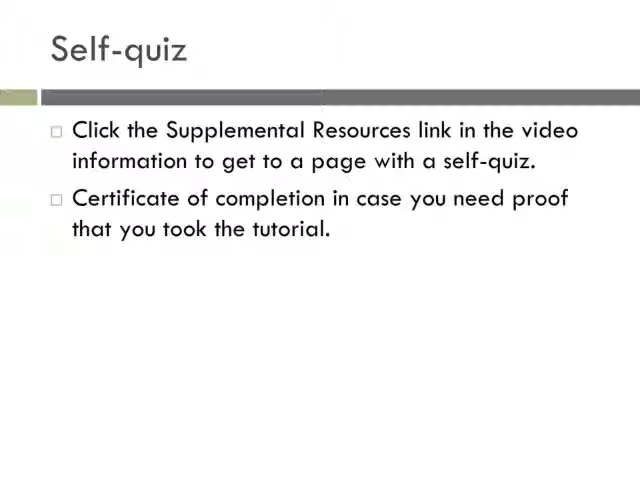 Self-quiz
Click the Supplemental Resources link in the video
information to get to a page with a self-quiz.
Certificate of completion in case you need proof
that you took the tutorial.